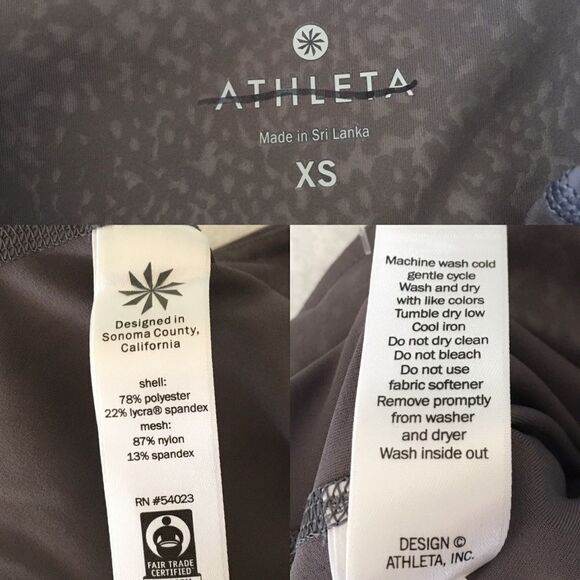 ATHLETA
Made in Sri Lanka
XS
Designed in
Sonoma County,
California
shell:
78% polyester
22% lycra® spandex
mesh:
87% nylon
13% spandex
RN #54023
FAIR TRADE
CERTIFIED™
Machine wash cold
gentle cycle
Wash and dry
with like colors
Tumble dry low
Cool iron
Do not dry clean
Do not bleach
Do not use
fabric softener
Remove promptly
from washer
and dryer
Wash inside out
DESIGN ©
ATHLETA, INC.